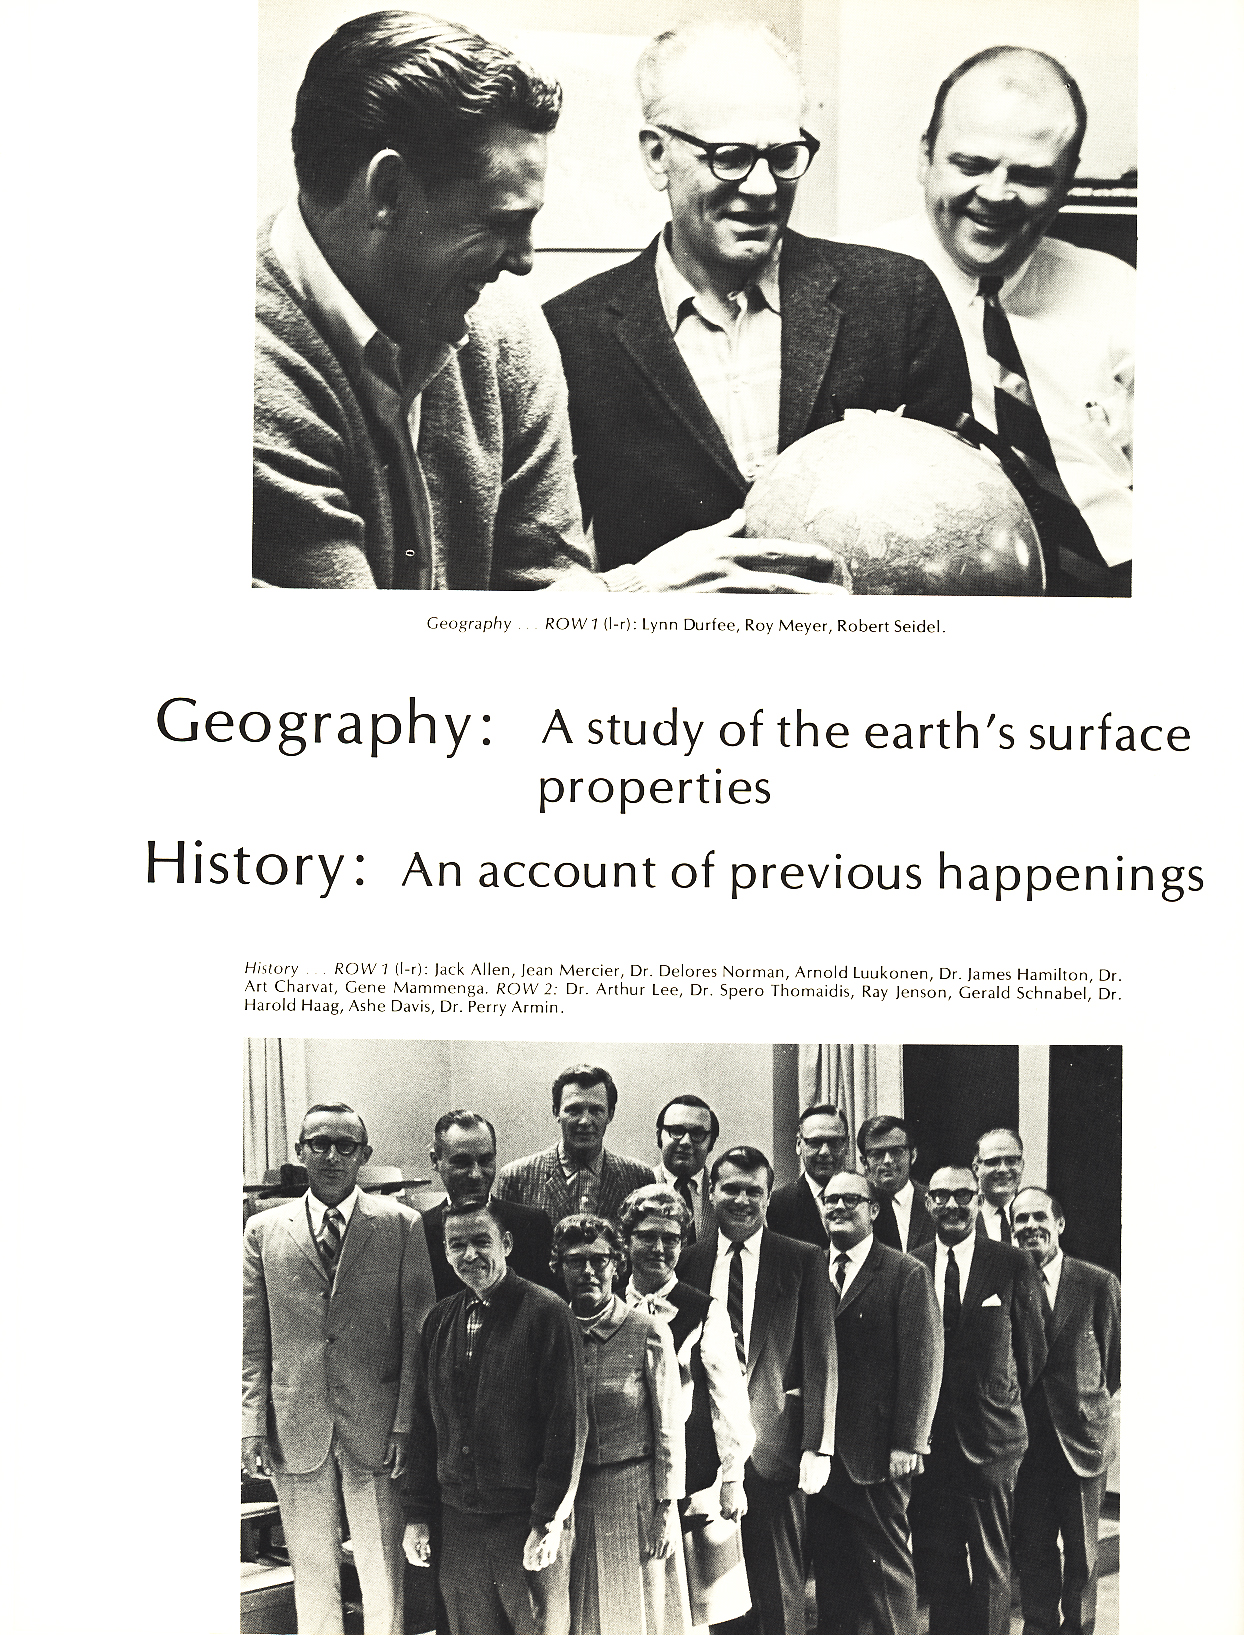 Geography . . . ROW 1 (l-r): Lynn Durfee, Roy Meyer, Robert Seidel.
Geography: A study of the earth's surface
properties
History: An account of previous happenings
History . . . ROW 1 (l-r): Jack Allen, Jean Mercier, Dr. Delores Norman, Arnold Luukonen, Dr. James Hamilton, Dr.
Art Charvat, Gene Mammenga. ROW 2: Dr. Arthur Lee, Dr. Spero Thomaidis, Ray Jenson, Gerald Schnabel, Dr.
Harold Haag, Ashe Davis, Dr. Perry Armin.